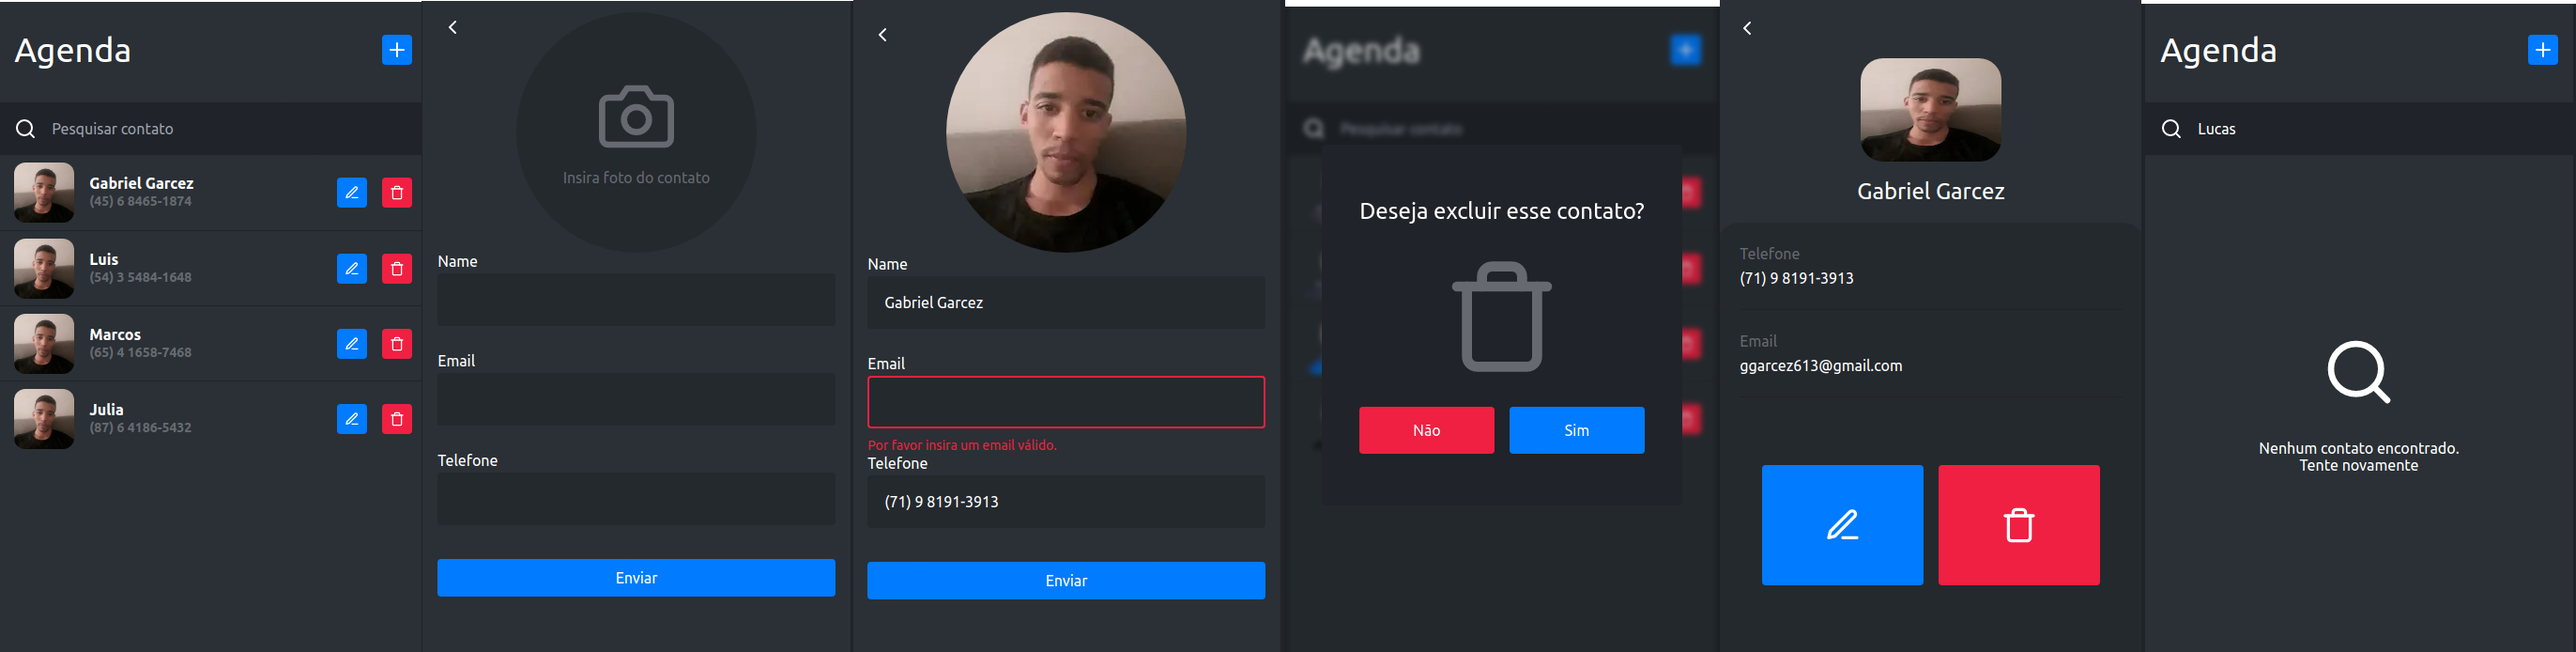 Agenda
Pesquisar contato
Gabriel Garcez
(45) 6 8465-1874
Luis
(54) 3 5484-1648
Marcos
(65) 4 1658-7468
Julia
(87) 6 4186-5432
Insira foto do contato
Name
Email
Telefone
Enviar
Name
Gabriel Garcez
Email
Por favor insira um email válido.
Telefone
(71) 9 8191-3913
Enviar
Agenda
Pesquisar contato
Deseja excluir esse contato?
Não
Sim
Gabriel Garcez
Telefone
(71) 9 8191-3913
Email
ggarcez613@gmail.com
Agenda
Lucas
Nenhum contato encontrado.
Tente novamente